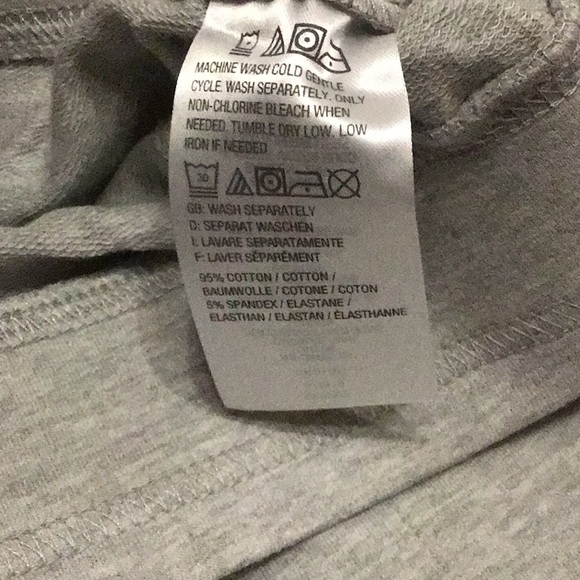 MACHINE WASH COLD GENTLE
CYCLE. WASH SEPARATELY. ONLY
NON-CHLORINE BLEACH WHEN
NEEDED. TUMBLE DRY LOW. LOW
IRON IF NEEDED
30
GB: WASH SEPARATELY
D: SEPARAT WASCHEN
I: LAVARE SEPARATAMENTE
F: LAVER SÉPARÉMENT
95% COTTON / COTTON /
BAUMWOLLE / COTONE / COTON
5% SPANDEX / ELASTANE /
ELASTHAN / ELASTAN / ÉLASTHANNE